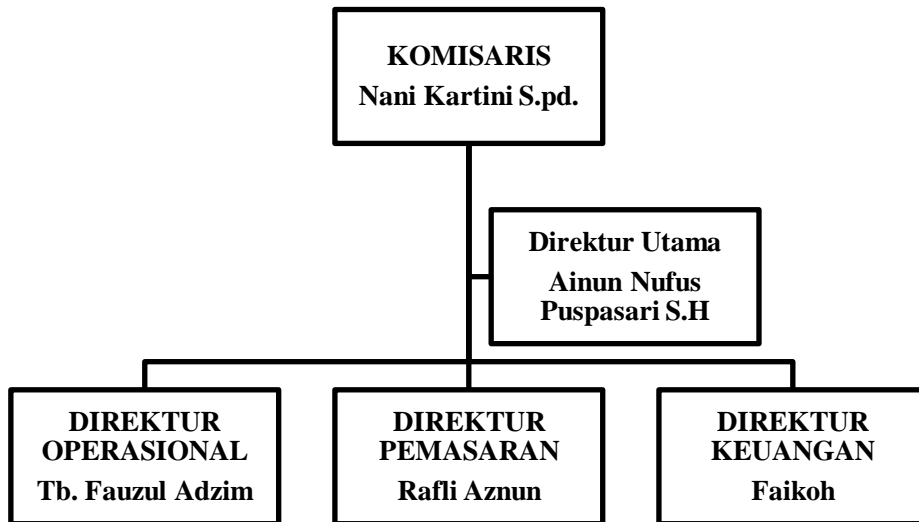 KOMISARIS
Nani Kartini S.pd.
Direktur Utama
Ainun Nufus
Puspasari S.H
DIREKTUR
OPERASIONAL
Tb. Fauzul Adzim
DIREKTUR
PEMASARAN
Rafli Aznun
DIREKTUR
KEUANGAN
Faikoh